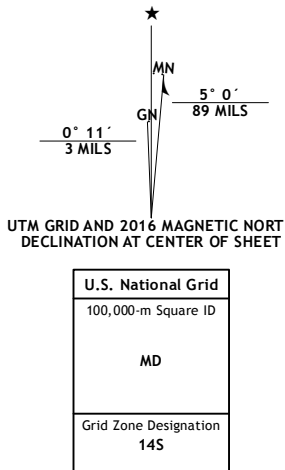 MN
GN
5° 0´
89 MILS
0° 11´
3 MILS
UTM GRID AND 2016 MAGNETIC NORT
DECLINATION AT CENTER OF SHEET
U.S. National Grid
100,000-m Square ID
MD
Grid Zone Designation
14S